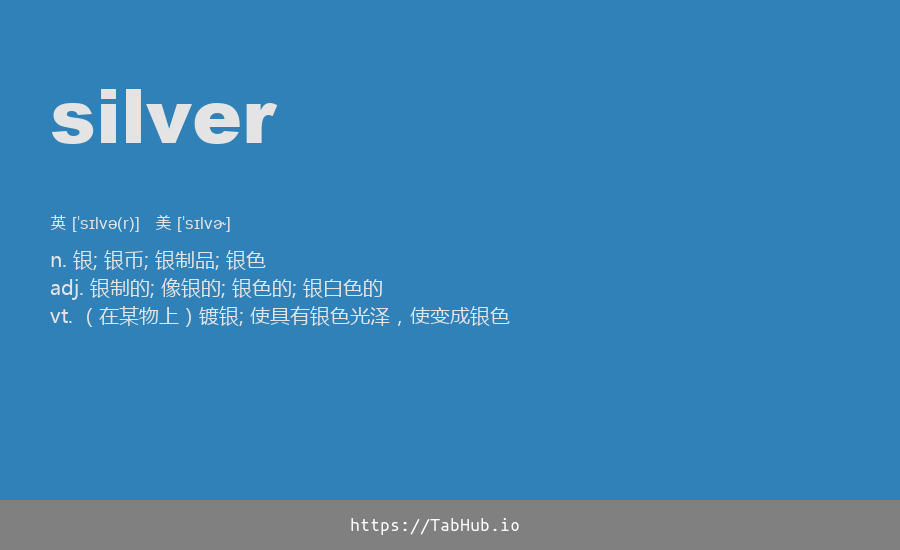 silver
英 [ˈsɪlvə(r)] 美 [ˈsɪlvɚ]
n. 银; 银币; 银制品; 银色
adj. 银制的; 像银的; 银色的; 银白色的
vt. （在某物上）镀银; 使具有银色光泽，使变成银色
https://TabHub.io